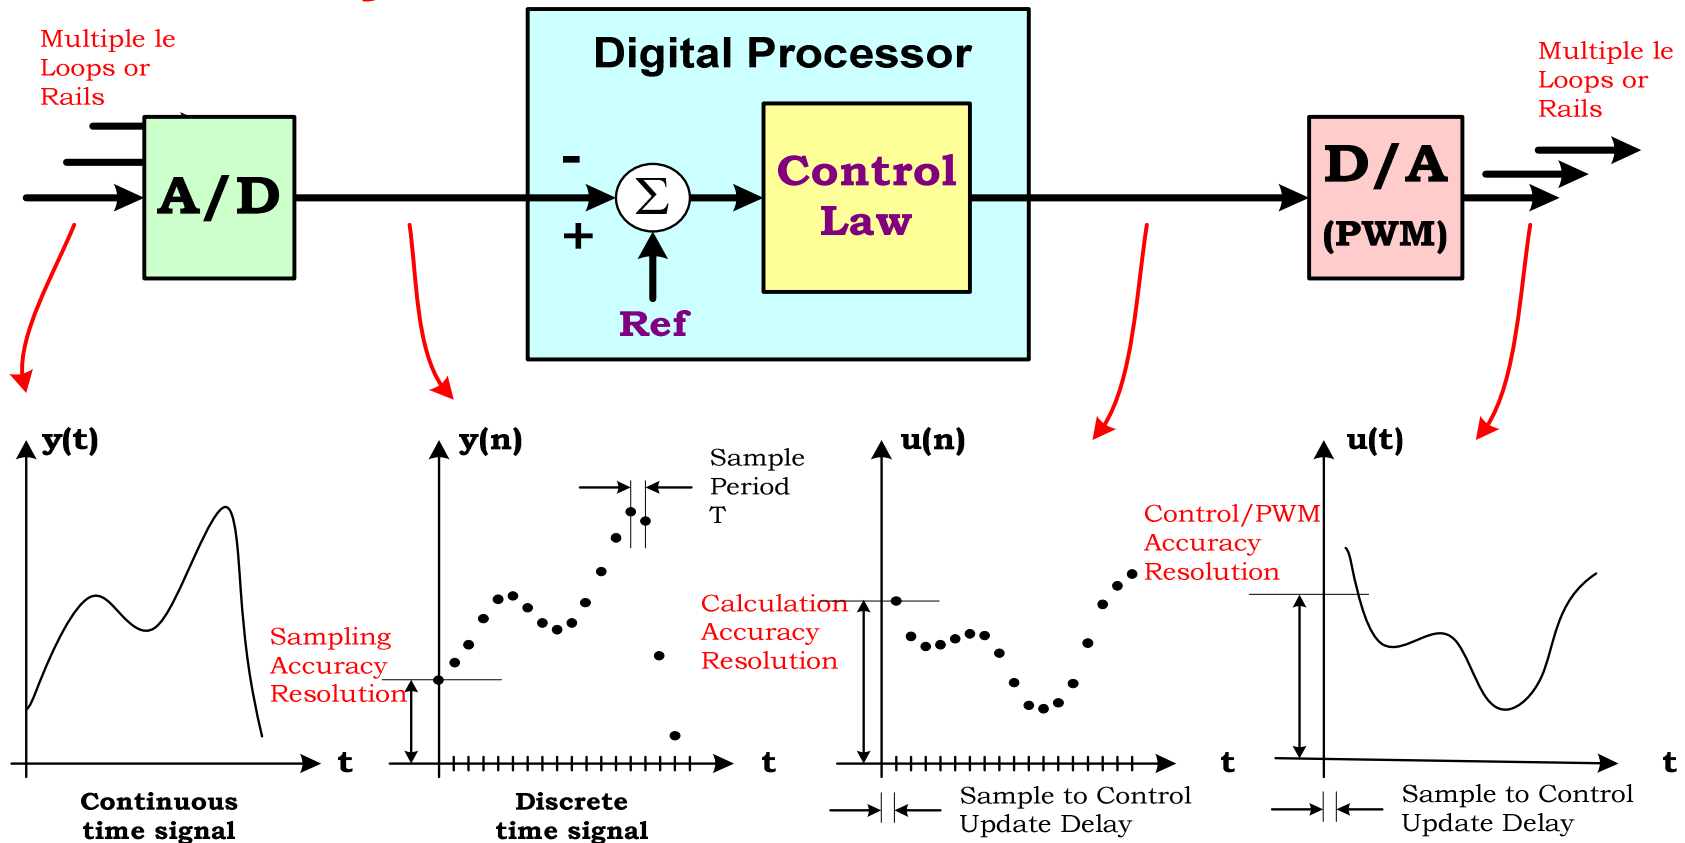 Multiple le
Loops or
Rails
Digital Processor
Multiple le
Loops or
Rails
A/D
-
+
Σ
Control
Law
D/A
(PWM)
Ref
y(t)
y(n)
Sample
Period
T
u(n)
u(t)
Control/PWM
Accuracy
Resolution
Sampling
Accuracy
Resolution
Calculation
Accuracy
Resolution
t
t
t
t
Continuous
time signal
Discrete
time signal
Sample to Control
Update Delay
Sample to Control
Update Delay